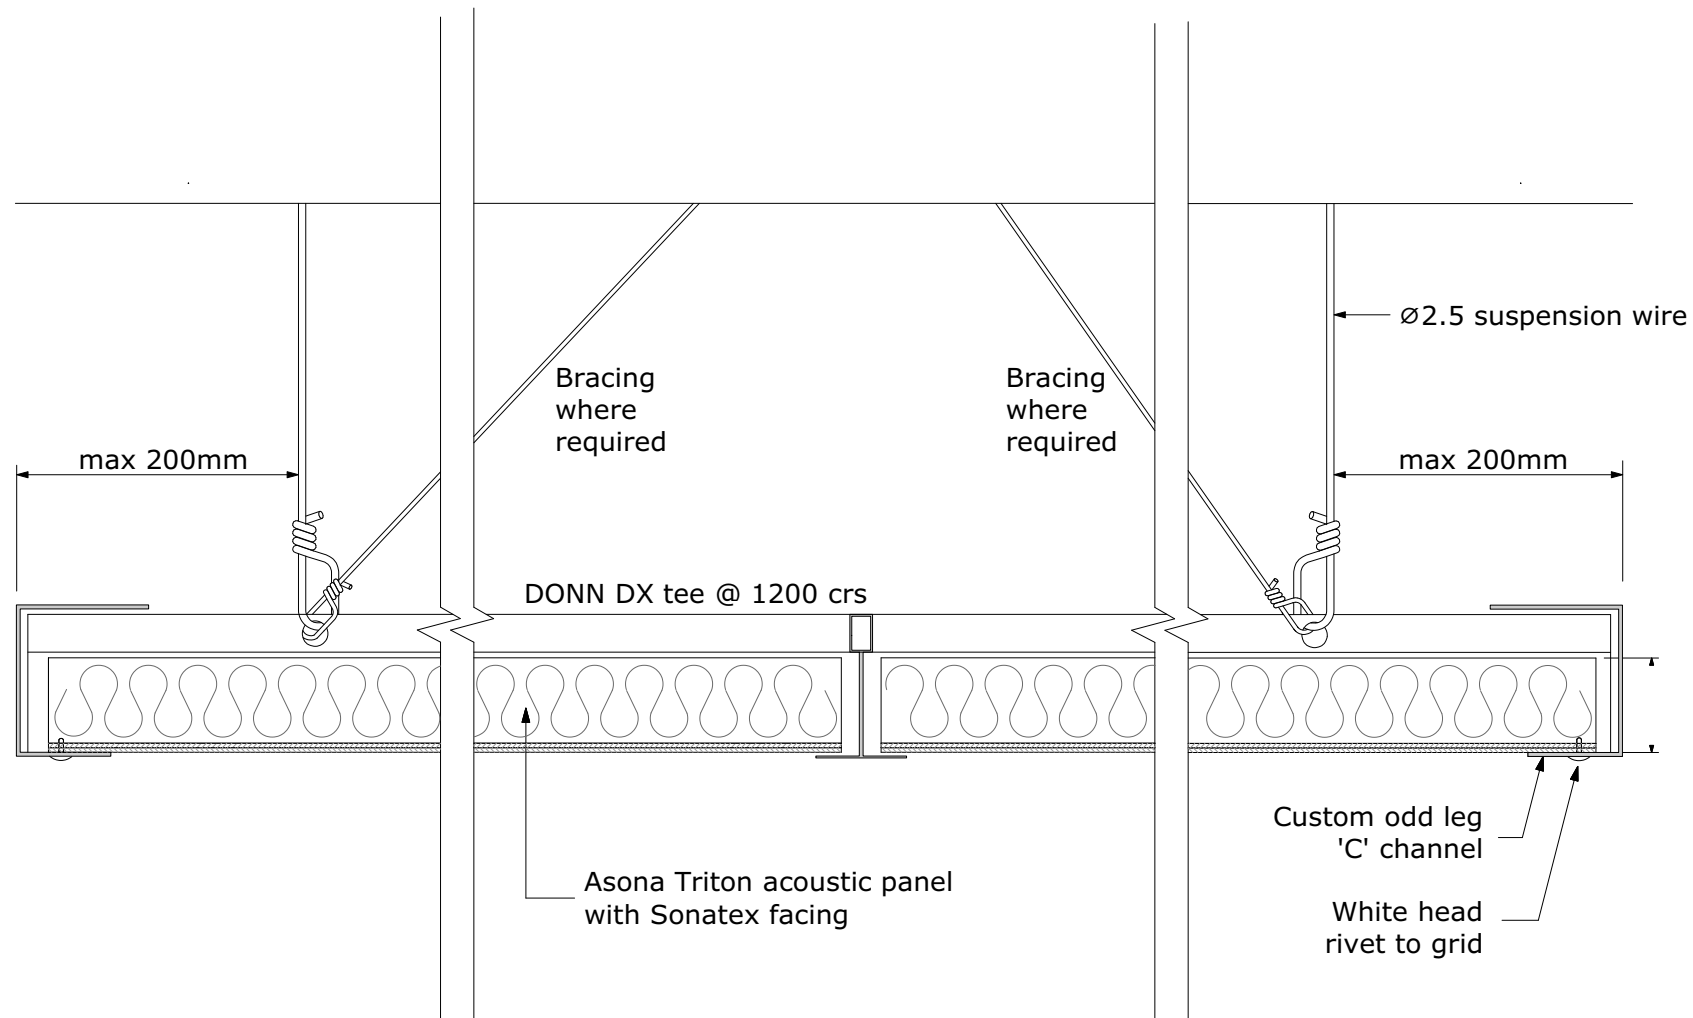 ⌀2.5 suspension wire
Bracing
where
required
Bracing
where
required
max 200mm
max 200mm
DONN DX tee @ 1200 crs
Custom odd leg
'C' channel
Asona Triton acoustic panel
with Sonatex facing
White head
rivet to grid